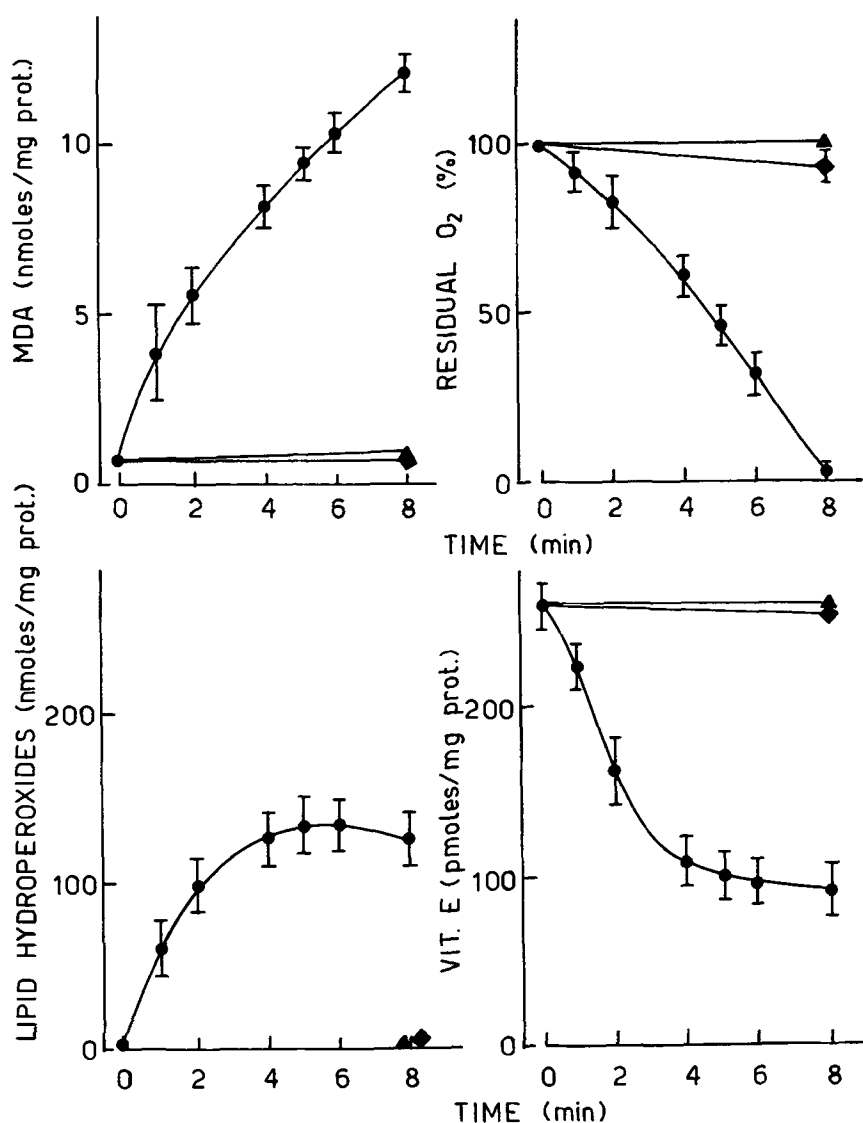 MDA (nmoles/mg prot.)
10
5
0
0 2 4 6 8
RESIDUAL O₂ (%)
100
50
0
0 2 4 6 8
TIME (min)
LIPID HYDROPEROXIDES (nmoles/mg prot.)
200
100
0
0 2 4 6 8
VIT. E (pmoles/mg prot.)
200
100
0
0 2 4 6 8
TIME (min)